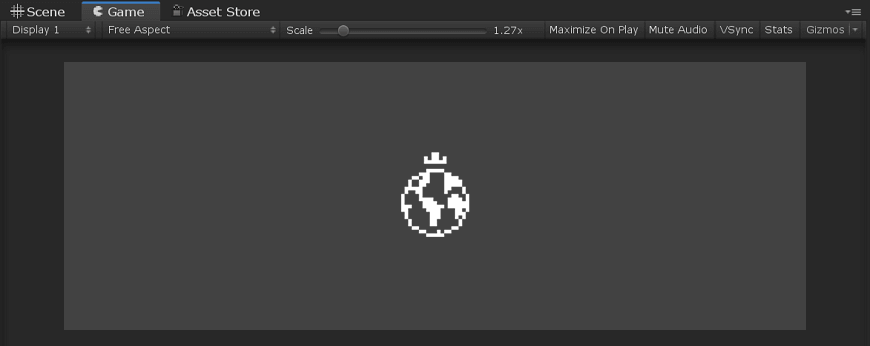 Scene Game Asset Store
Display 1 Free Aspect Scale 1.27x Maximize On Play Mute Audio VSync Stats Gizmos